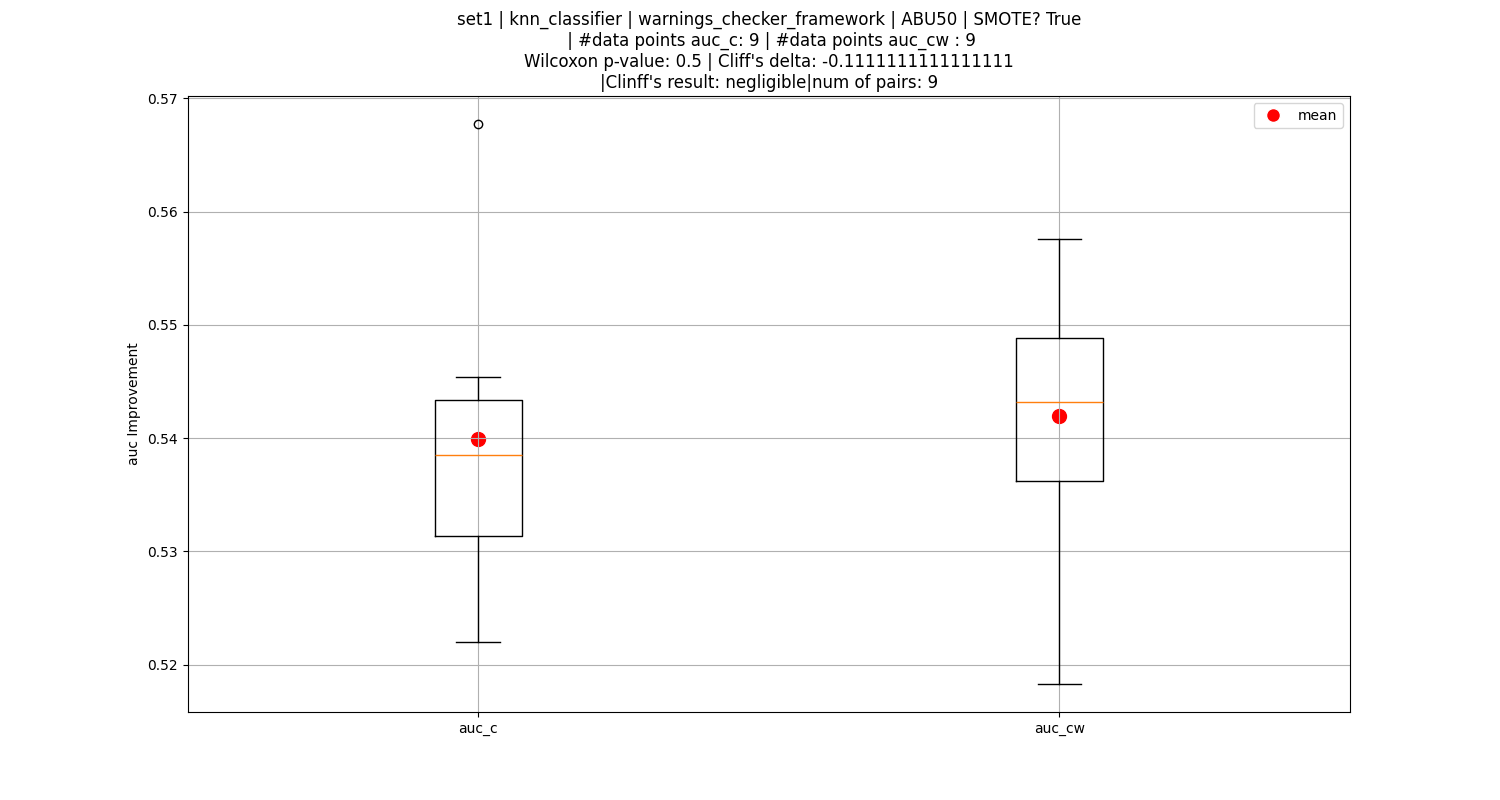 set1 | knn_classifier | warnings_checker_framework | ABU50 | SMOTE? True
| #data points auc_c: 9 | #data points auc_cw : 9
Wilcoxon p-value: 0.5 | Cliff's delta: -0.1111111111111111
|Clinff's result: negligible|num of pairs: 9
mean
0.57
0.56
0.55
0.54
0.53
0.52
auc Improvement
auc_c
auc_cw